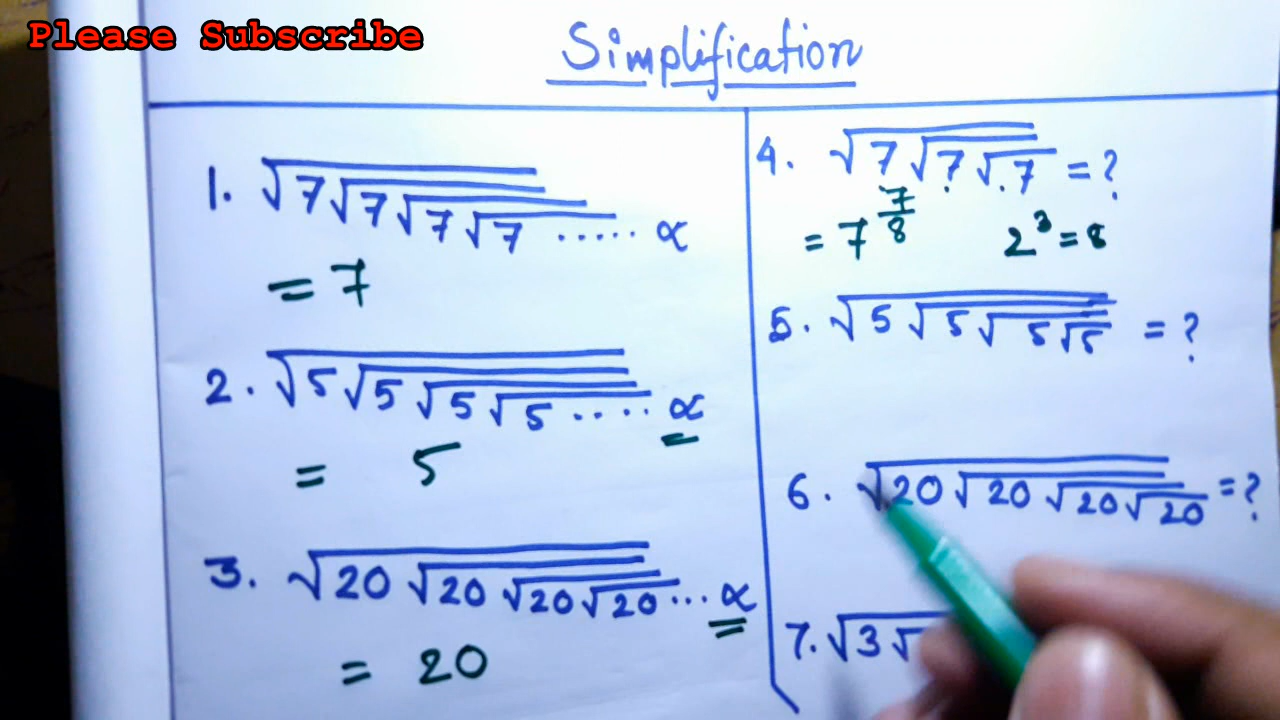 Please Subscribe
Simplification
1. √7√7√7√7 ..... ∝
= 7
2. √5√5√5√5 .... ∝
= 5
3. √20√20√20√20 ... ∝
= 20
4. √7√7√7 = ?
= 7^(7/8) 2³ = 8
5. √5√5√5√5 = ?
6. √20√20√20√20 = ?
7. √3√